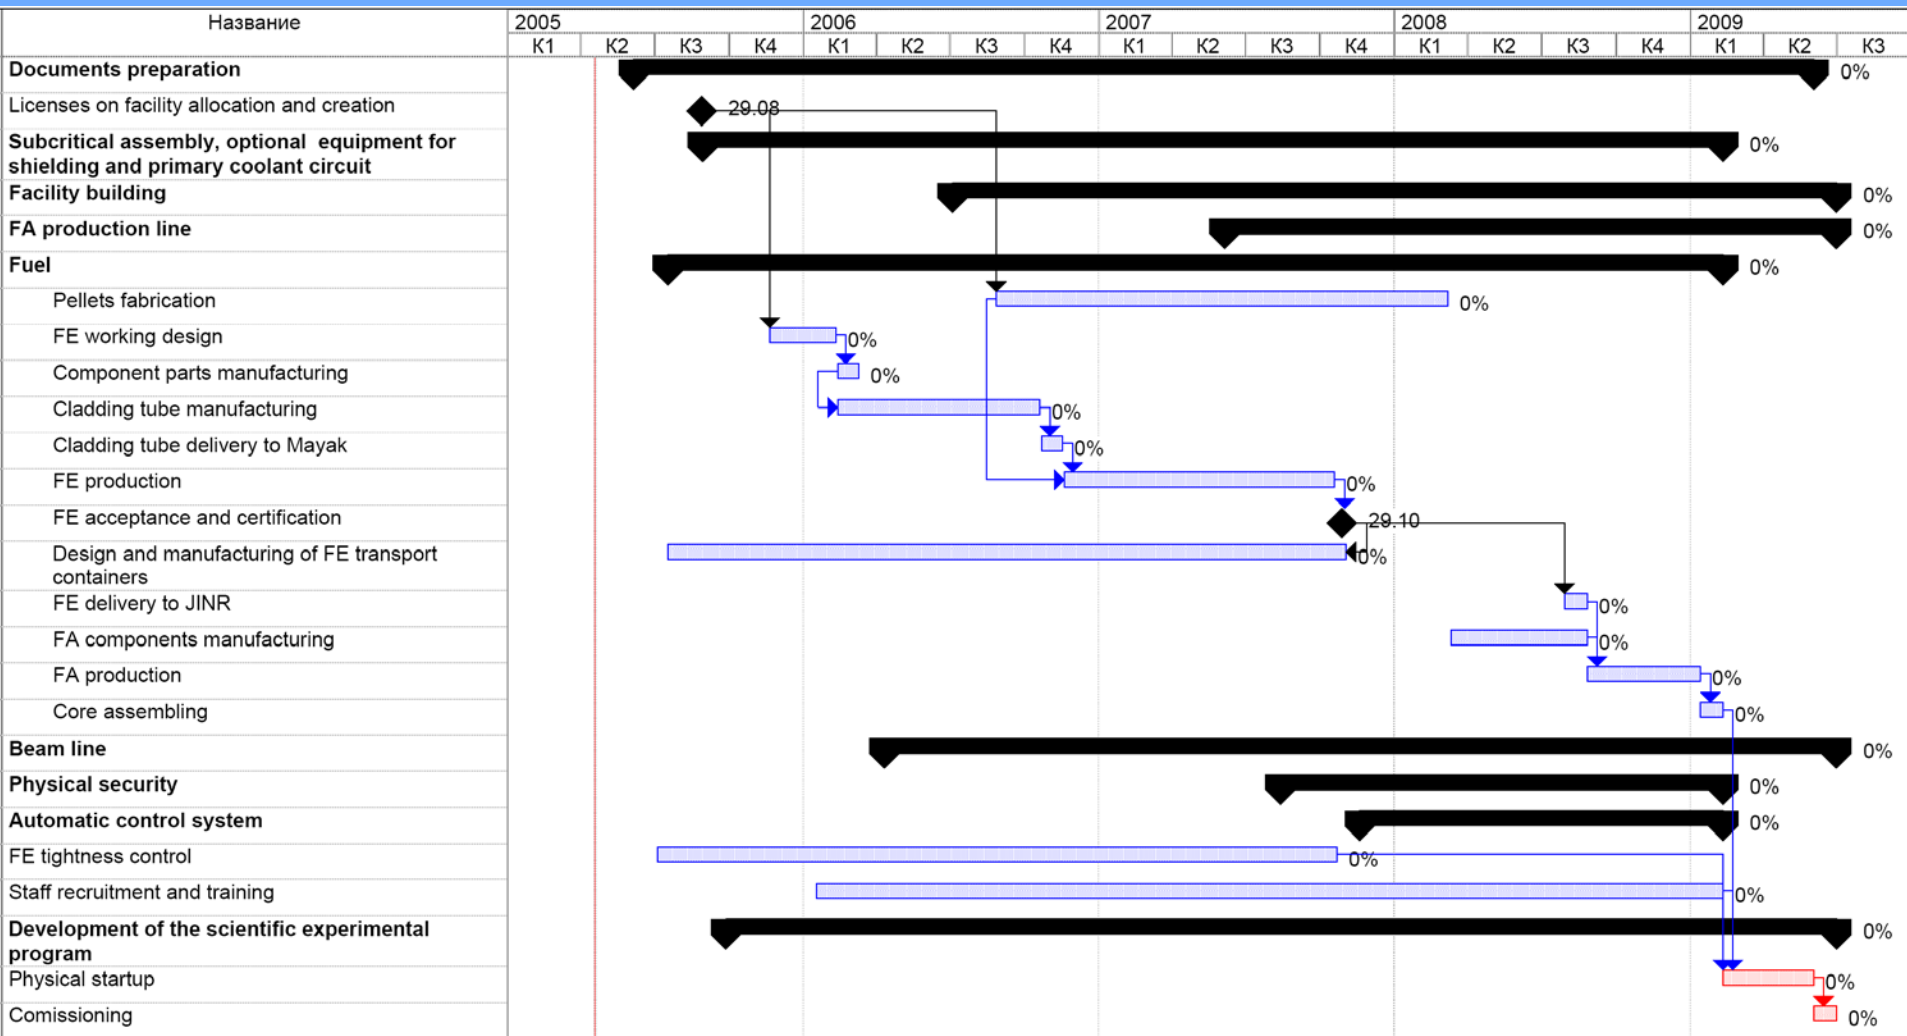 Название 2005 2006 2007 2008 2009
К1 К2 К3 К4 К1 К2 К3 К4 К1 К2 К3 К4 К1 К2 К3 К4 К1 К2 К3
Documents preparation 0%
Licenses on facility allocation and creation 29.08
Subcritical assembly, optional equipment for
shielding and primary coolant circuit 0%
Facility building 0%
FA production line 0%
Fuel 0%
Pellets fabrication 0%
FE working design 0%
Component parts manufacturing 0%
Cladding tube manufacturing 0%
Cladding tube delivery to Mayak 0%
FE production 0%
FE acceptance and certification 29.10
Design and manufacturing of FE transport
containers 0%
FE delivery to JINR 0%
FA components manufacturing 0%
FA production 0%
Core assembling 0%
Beam line 0%
Physical security 0%
Automatic control system 0%
FE tightness control 0%
Staff recruitment and training 0%
Development of the scientific experimental
program 0%
Physical startup 0%
Comissioning 0%